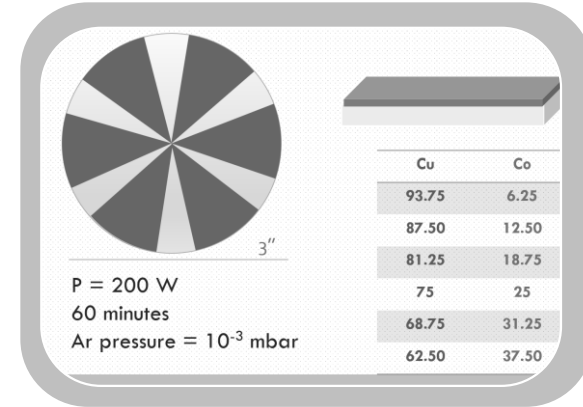 3″
P = 200 W
60 minutes
Ar pressure = 10⁻³ mbar
Cu Co
93.75 6.25
87.50 12.50
81.25 18.75
75 25
68.75 31.25
62.50 37.50